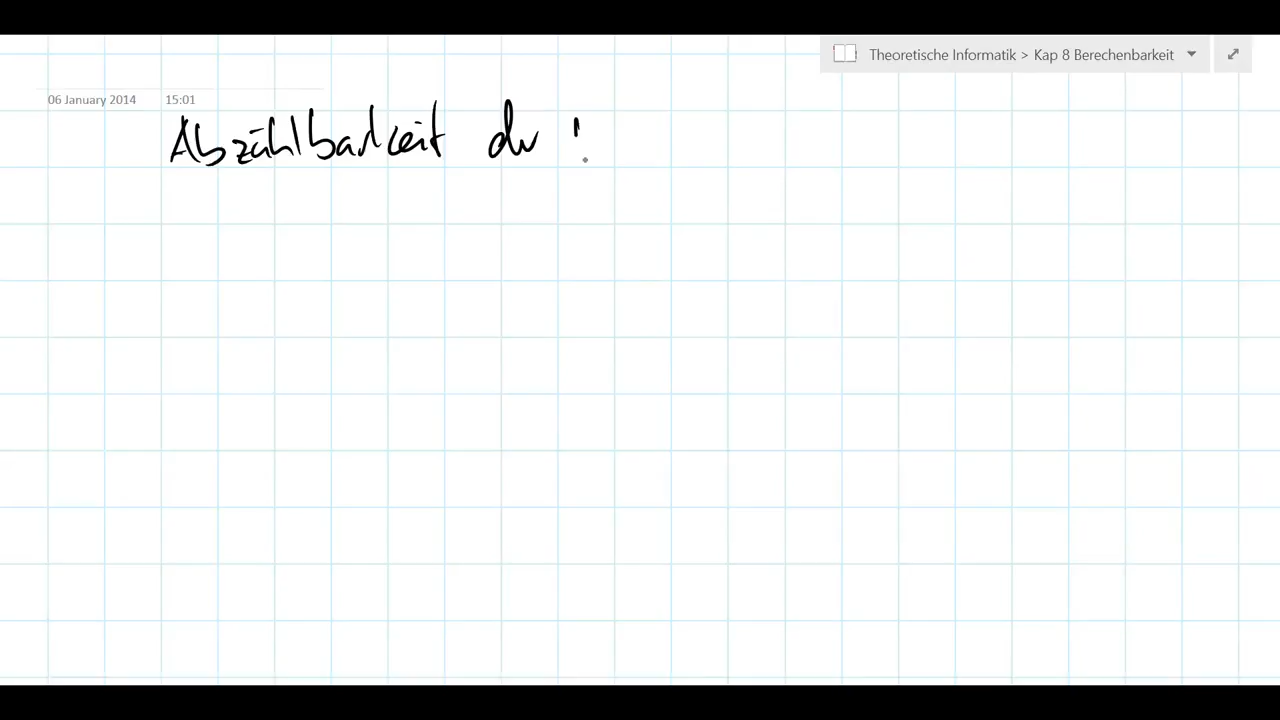 Theoretische Informatik > Kap 8 Berechenbarkeit
06 January 2014 15:01
Abzählbarkeit der